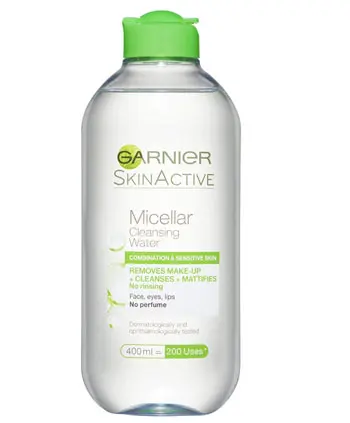 GARNIER
SKINACTIVE
Micellar
Cleansing
Water
COMBINATION & SENSITIVE SKIN
REMOVES MAKE-UP
+ CLEANSES + MATTIFIES
No rinsing
Face, eyes, lips
No perfume
Dermatologically and
ophthalmologically tested
400ml = 200 Uses*